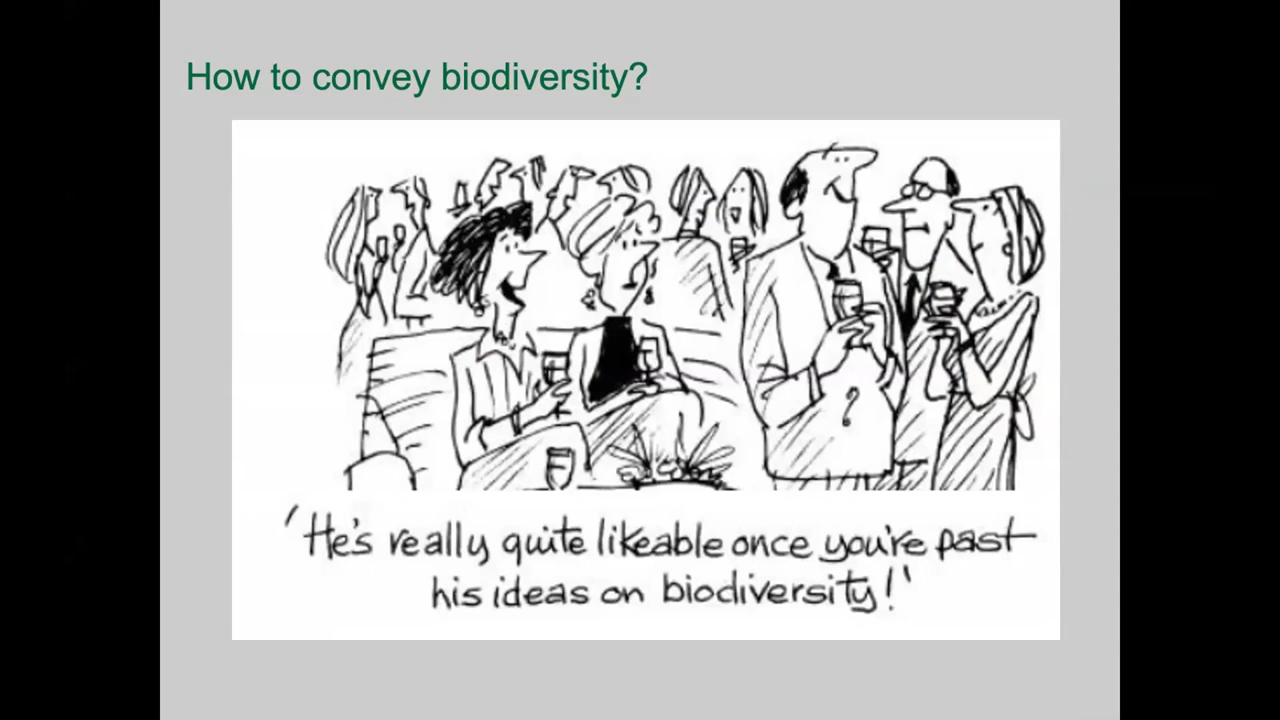 How to convey biodiversity?
'He's really quite likeable once you're past
his ideas on biodiversity!'